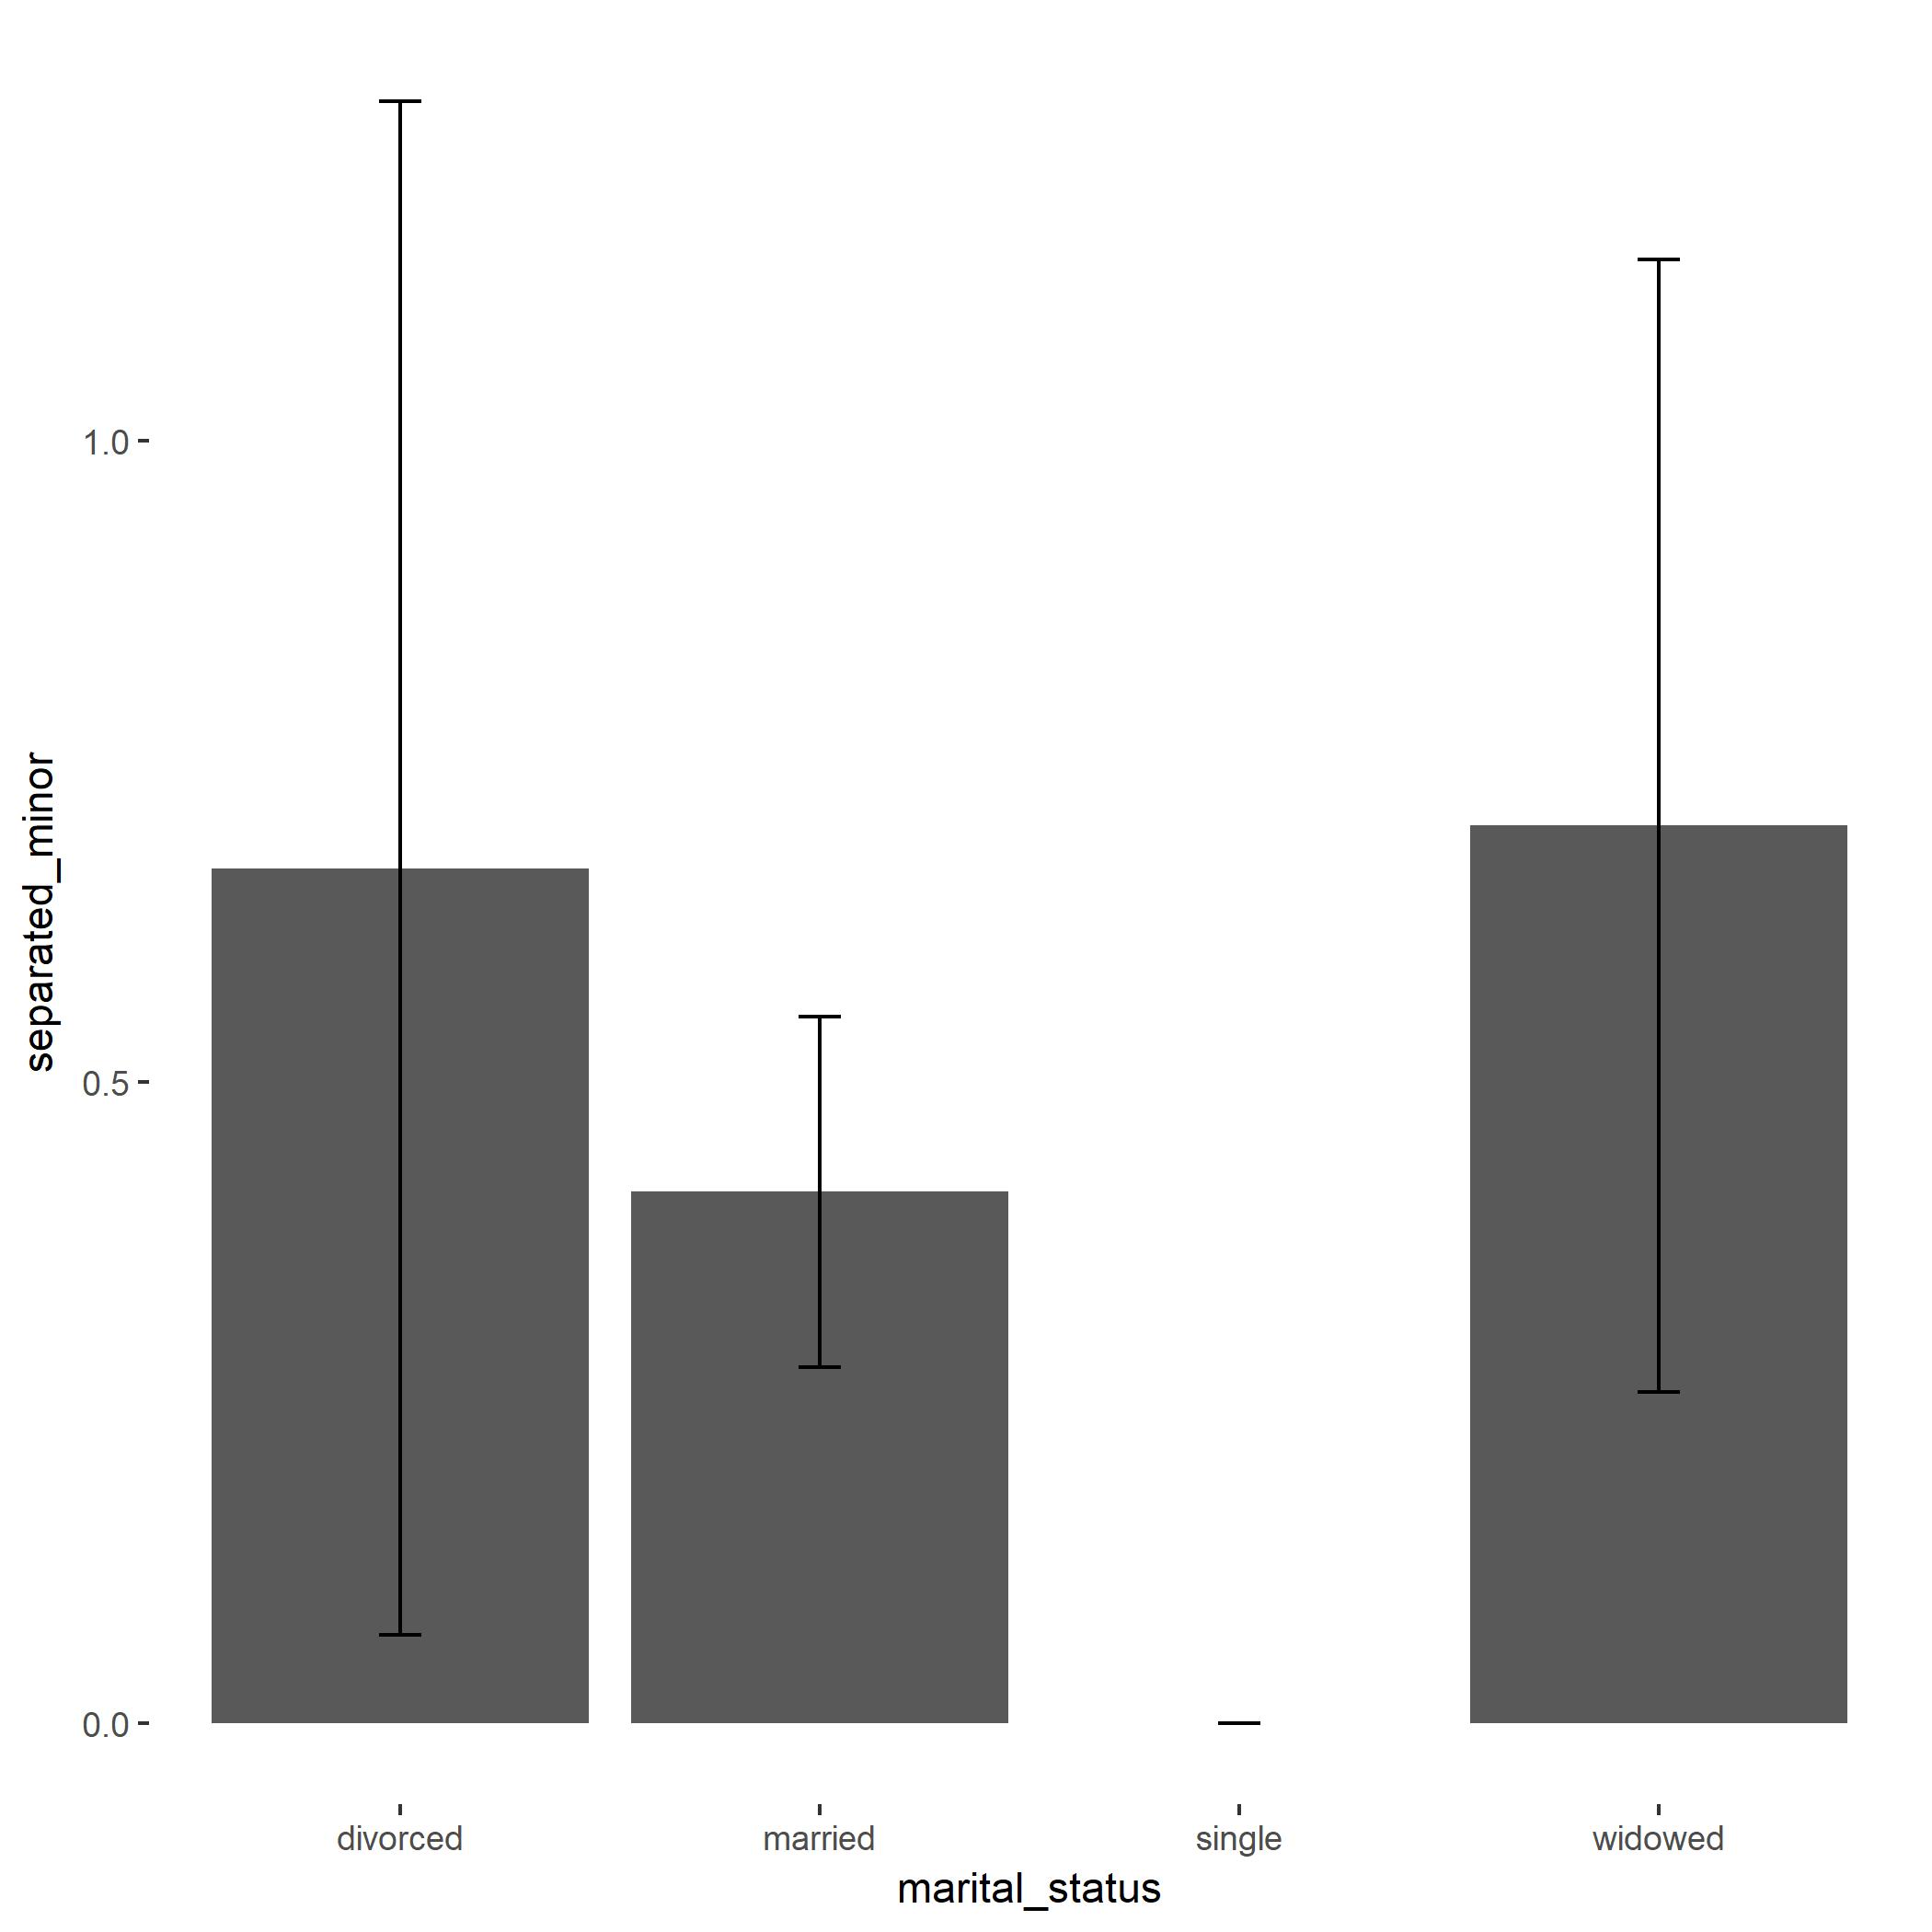 separated_minor
1.0
0.5
0.0
divorced married single widowed
marital_status